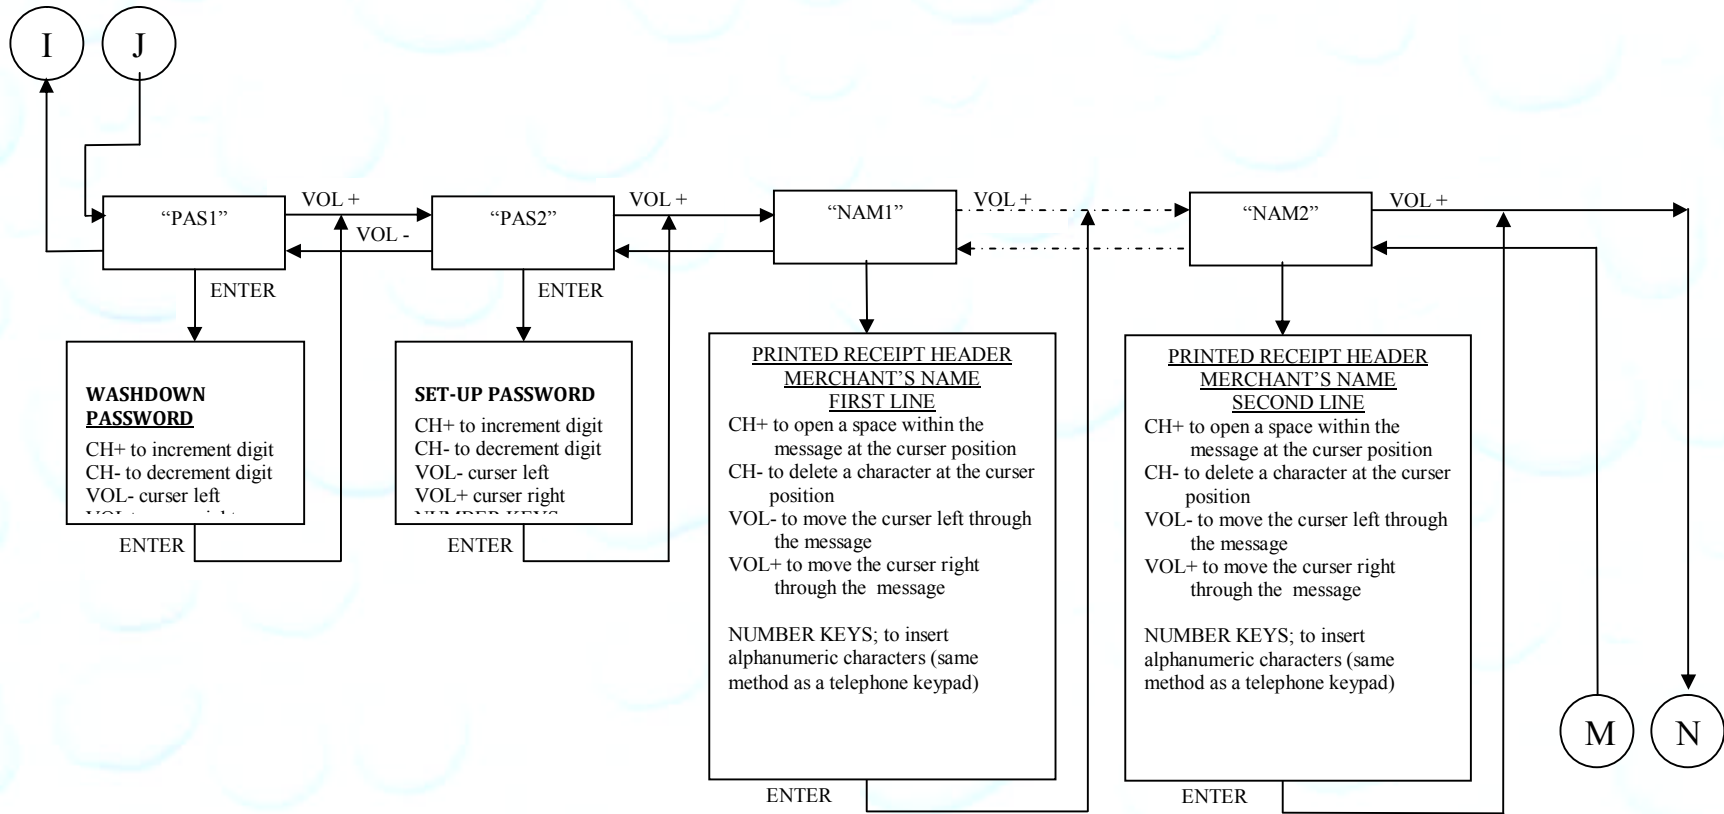 I
J
“PAS1”
VOL +
VOL -
“PAS2”
VOL +
“NAM1”
VOL +
“NAM2”
VOL +
ENTER
ENTER
WASHDOWN
PASSWORD
CH+ to increment digit
CH- to decrement digit
VOL- curser left
SET-UP PASSWORD
CH+ to increment digit
CH- to decrement digit
VOL- curser left
VOL+ curser right
NUMBER KEYS
PRINTED RECEIPT HEADER
MERCHANT’S NAME
FIRST LINE
CH+ to open a space within the
message at the curser position
CH- to delete a character at the curser
position
VOL- to move the curser left through
the message
VOL+ to move the curser right
through the message
NUMBER KEYS; to insert
alphanumeric characters (same
method as a telephone keypad)
PRINTED RECEIPT HEADER
MERCHANT’S NAME
SECOND LINE
CH+ to open a space within the
message at the curser position
CH- to delete a character at the curser
position
VOL- to move the curser left through
the message
VOL+ to move the curser right
through the message
NUMBER KEYS; to insert
alphanumeric characters (same
method as a telephone keypad)
ENTER
ENTER
ENTER
ENTER
M
N